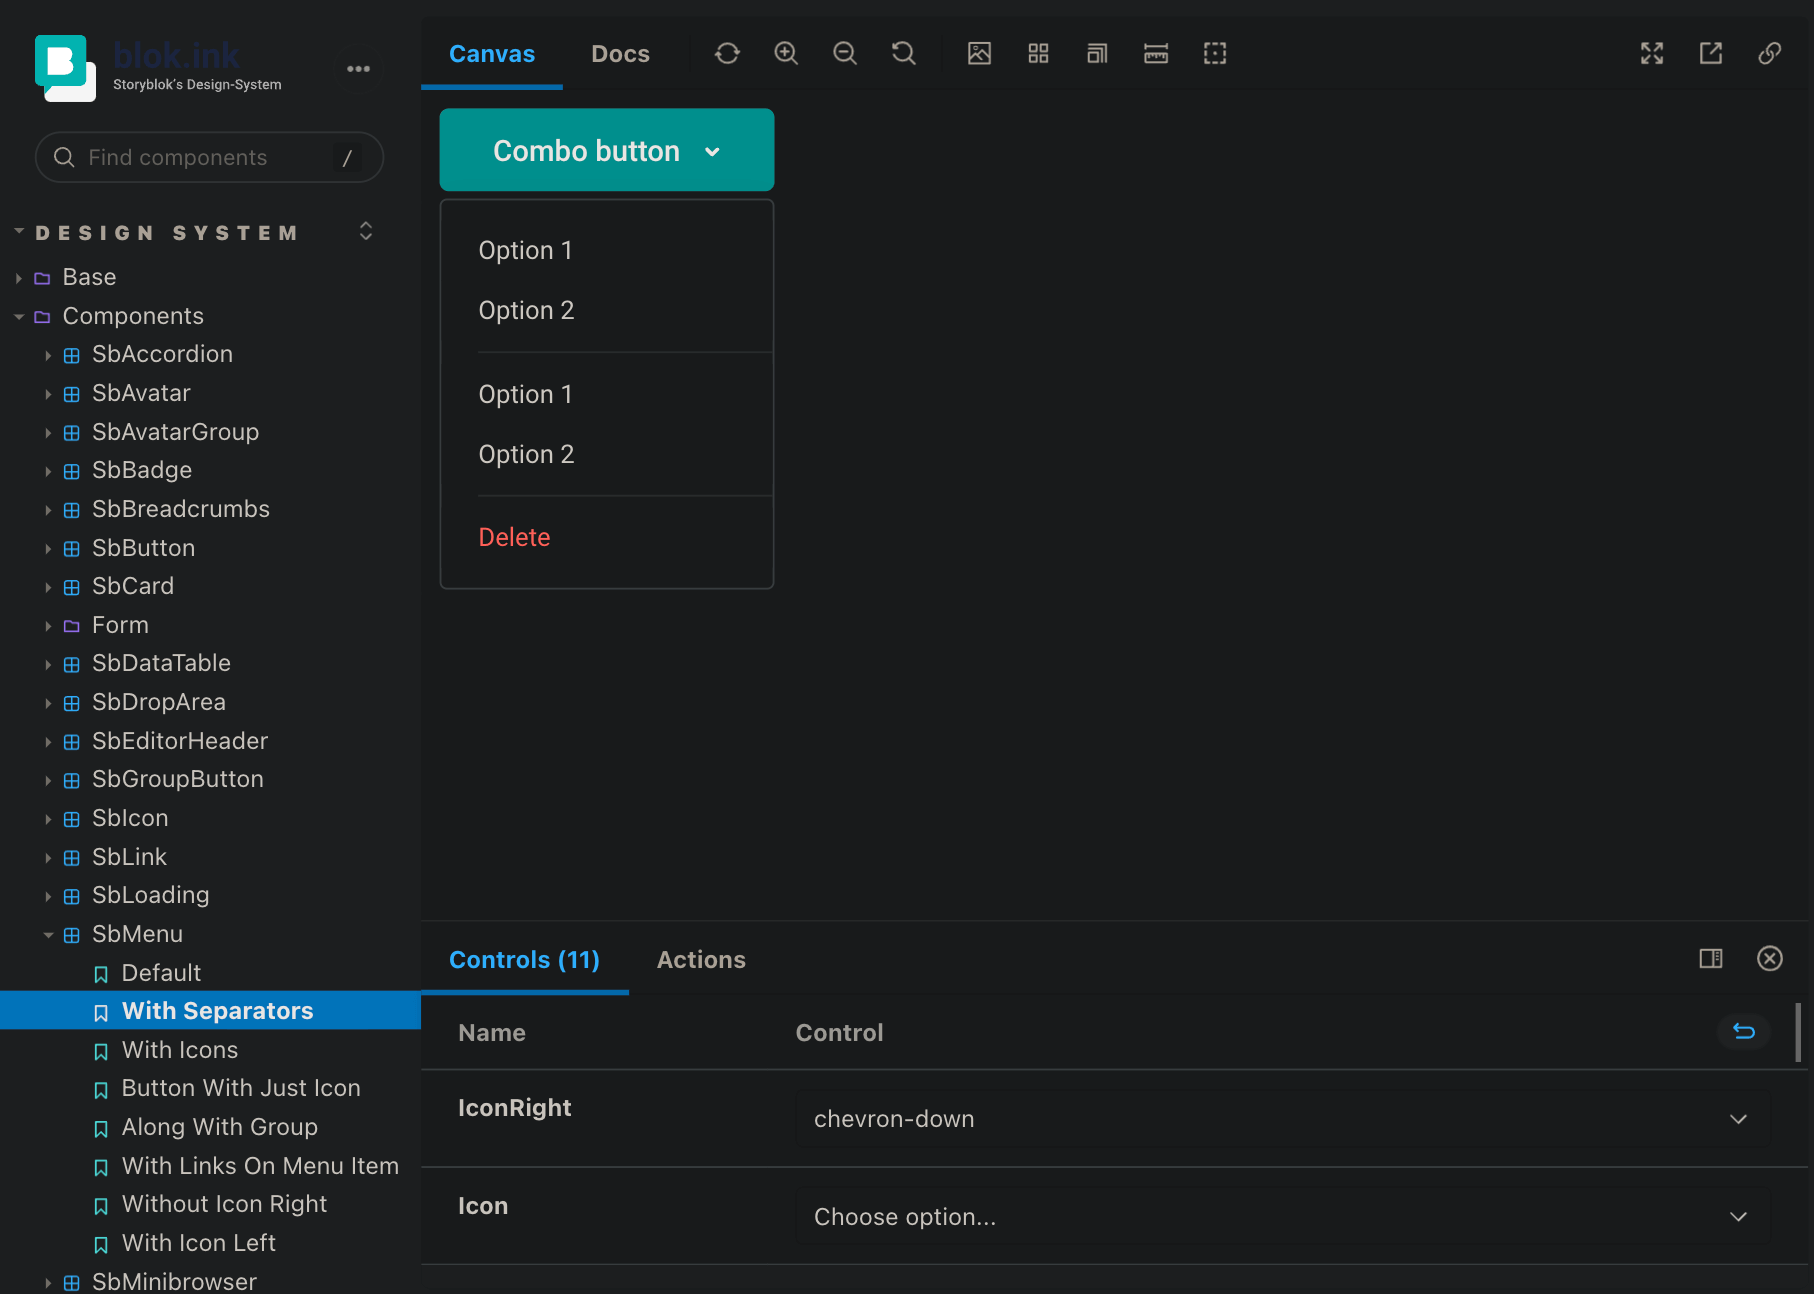 blok.ink
Storyblok's Design-System
Find components
/
DESIGN SYSTEM
Base
Components
SbAccordion
SbAvatar
SbAvatarGroup
SbBadge
SbBreadcrumbs
SbButton
SbCard
Form
SbDataTable
SbDropArea
SbEditorHeader
SbGroupButton
SbIcon
SbLink
SbLoading
SbMenu
Default
With Separators
With Icons
Button With Just Icon
Along With Group
With Links On Menu Item
Without Icon Right
With Icon Left
SbMinibrowser
Canvas
Docs
Combo button
Option 1
Option 2
Option 1
Option 2
Delete
Controls (11)
Actions
Name
Control
IconRight
chevron-down
Icon
Choose option...